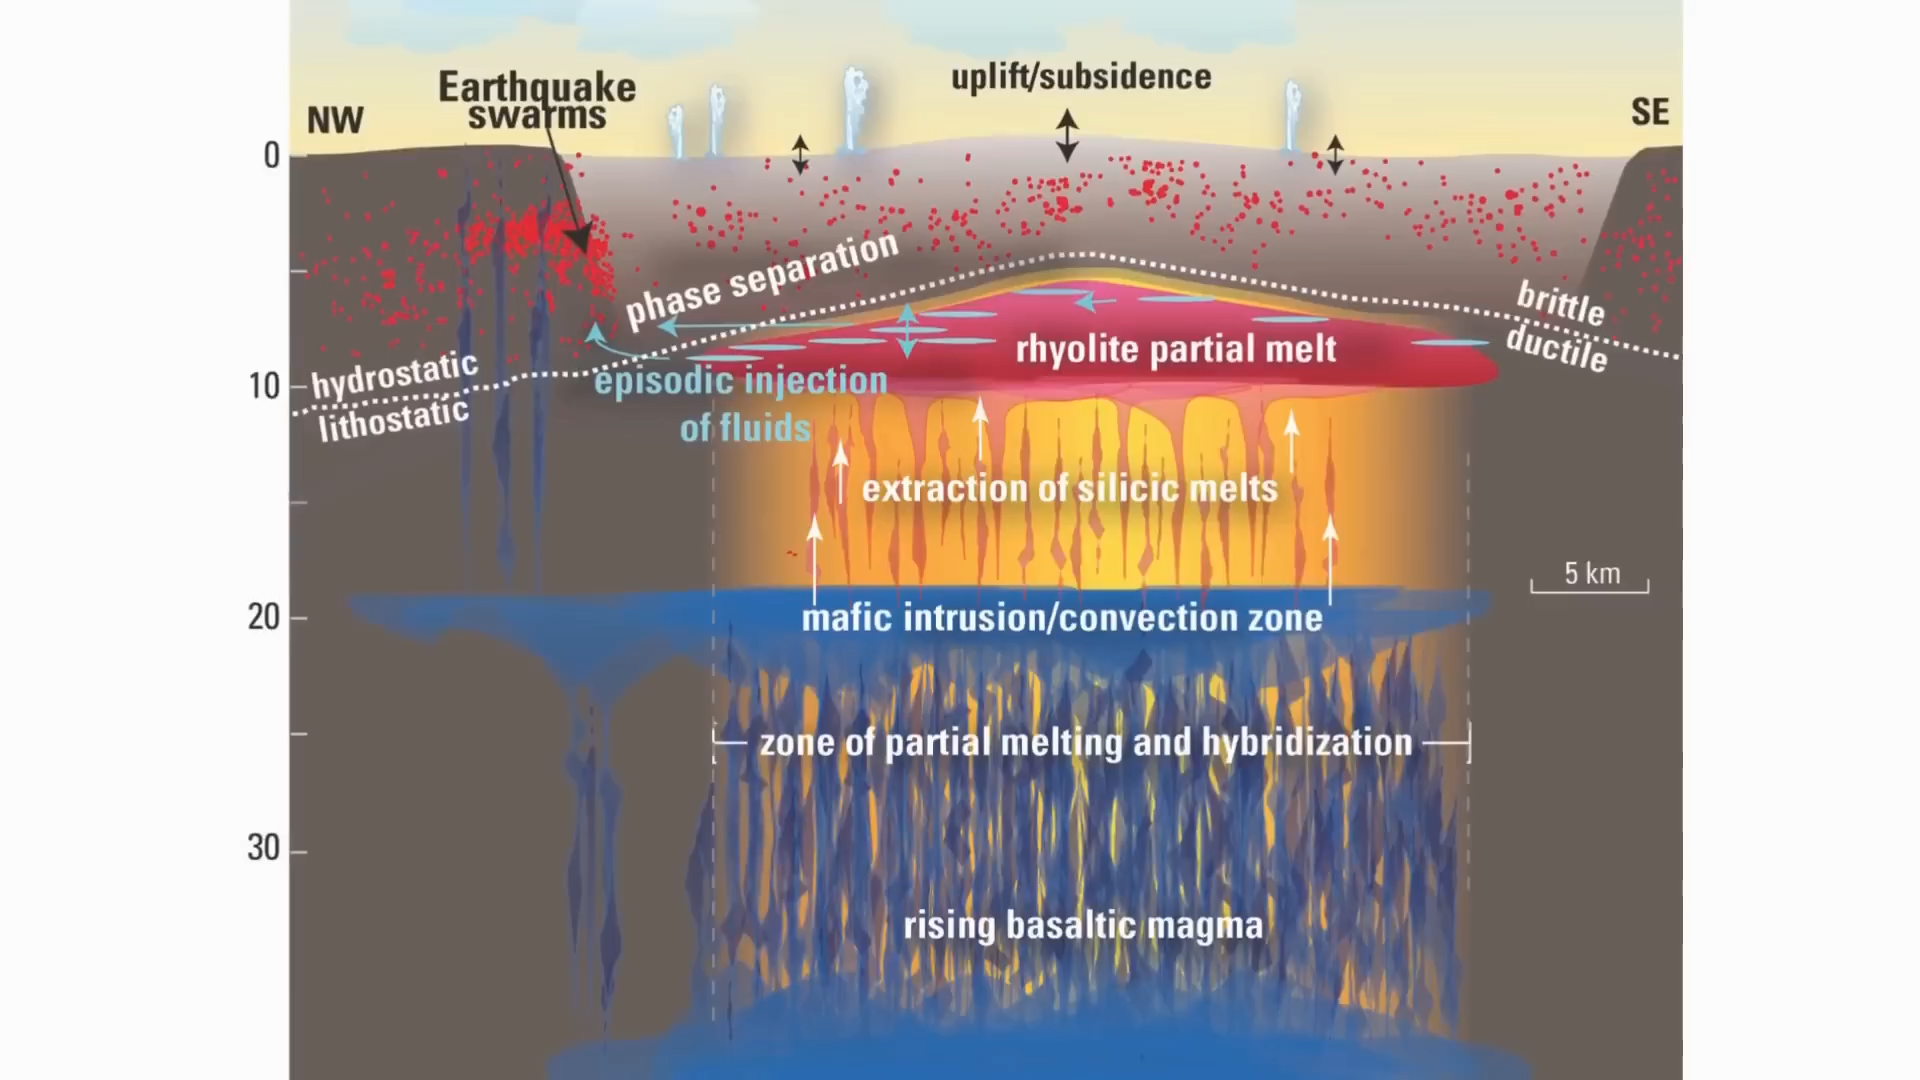 Earthquake
swarms
uplift/subsidence
NW
SE
0
phase separation
brittle
ductile
rhyolite partial melt
hydrostatic
lithostatic
10
episodic injection
of fluids
extraction of silicic melts
5 km
20
mafic intrusion/convection zone
zone of partial melting and hybridization
30
rising basaltic magma